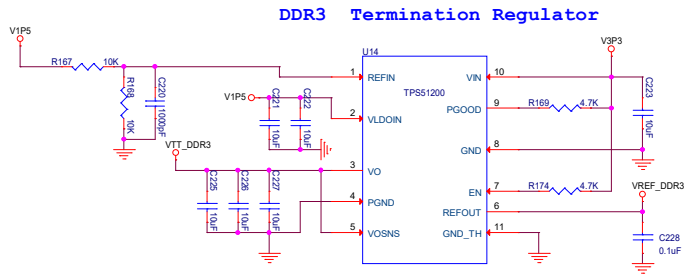 DDR3 Termination Regulator
V1P5
V3P3
U14
R167 10K
1 REFIN
VIN 10
TPS51200
R168
10K
C220
1000pF
V1P5
C221
10uF
C222
10uF
2 VLDOIN
PGOOD 9
R169 4.7K
C223
10uF
VTT_DDR3
GND 8
3 VO
C225
10uF
C226
10uF
C227
10uF
4 PGND
EN 7
R174 4.7K
VREF_DDR3
REFOUT 6
5 VOSNS
GND_TH 11
C228
0.1uF